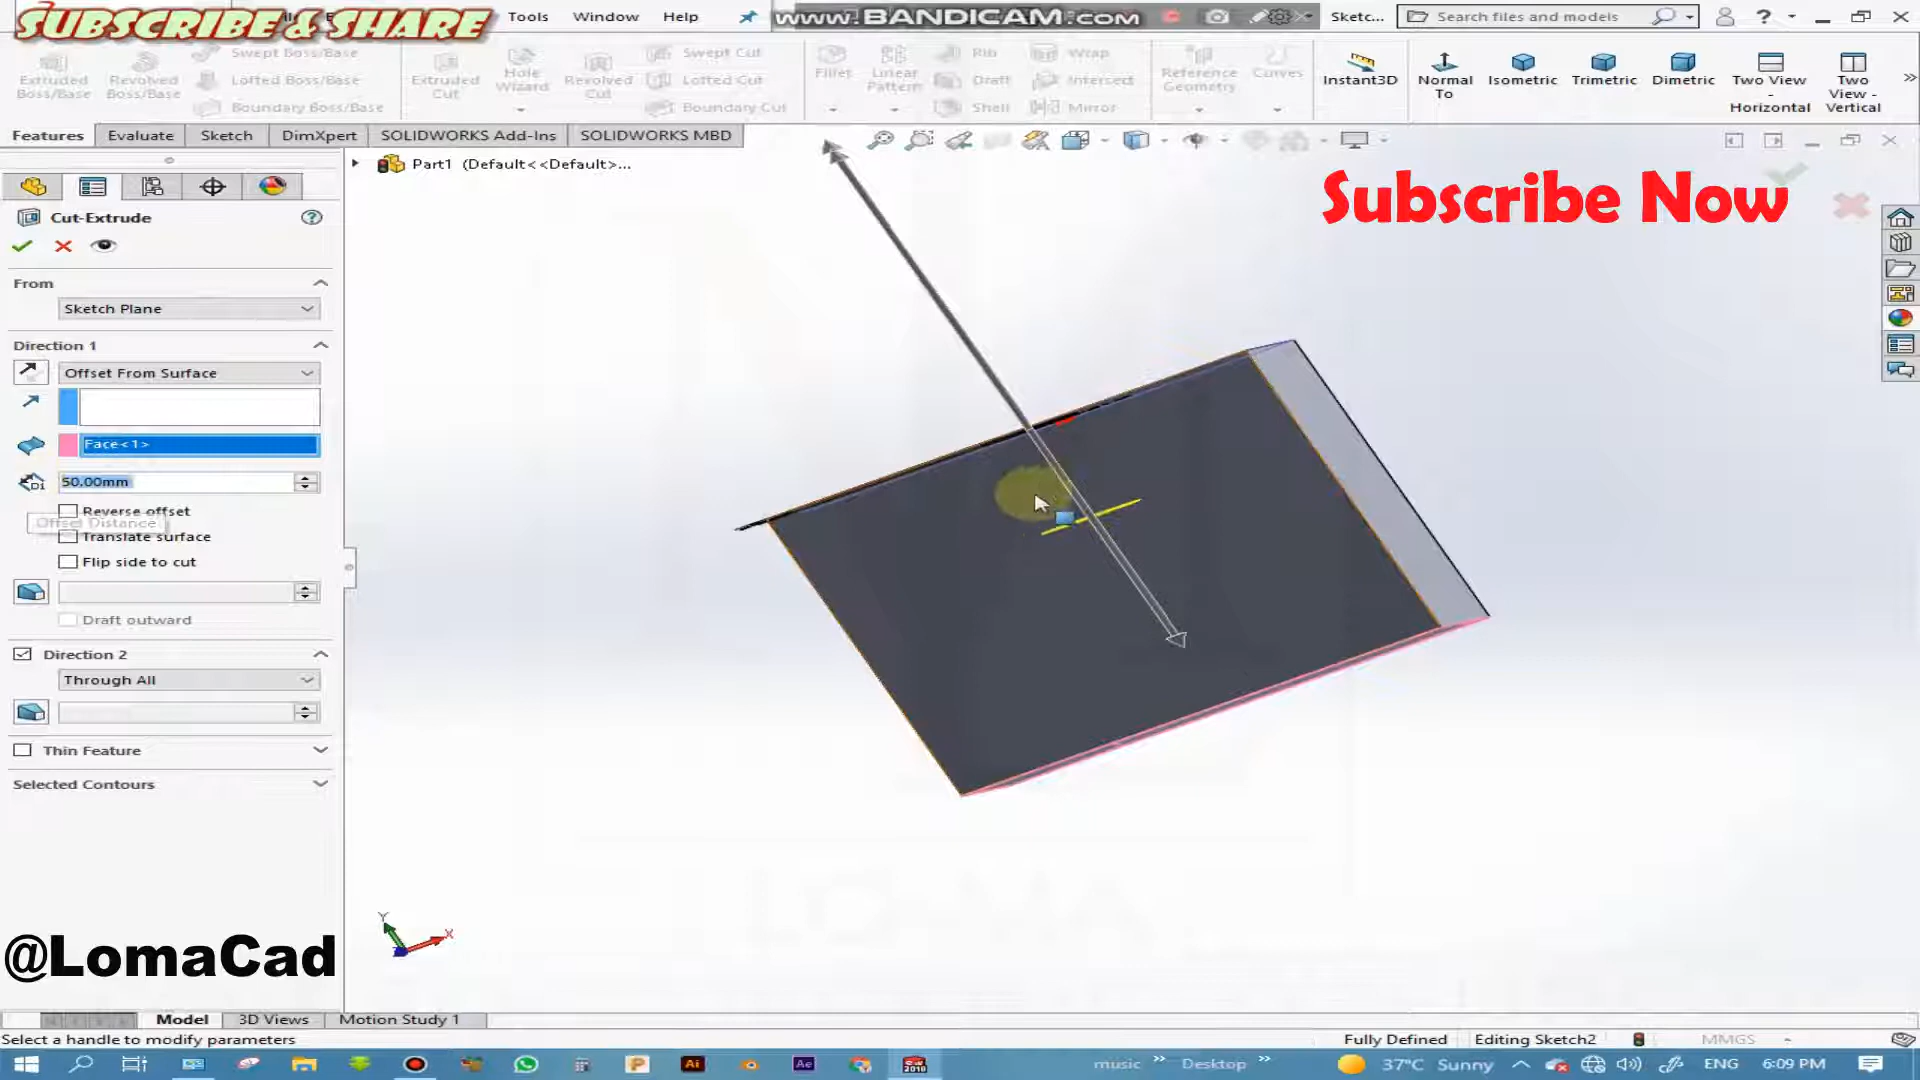 SUBSCRIBE & SHARE
Tools Window Help
www.BANDICAM.com
Sketc...
Search files and models
Extruded Boss/Base
Revolved Boss/Base
Swept Boss/Base
Lofted Boss/Base
Boundary Boss/Base
Extruded Cut
Hole Wizard
Revolved Cut
Swept Cut
Lofted Cut
Boundary Cut
Fillet
Linear Pattern
Rib
Draft
Shell
Wrap
Intersect
Mirror
Reference Geometry
Curves
Instant3D
Normal To
Isometric
Trimetric
Dimetric
Two View - Horizontal
Two View - Vertical
Features Evaluate Sketch DimXpert SOLIDWORKS Add-Ins SOLIDWORKS MBD
Part1 (Default<<Default>...
Subscribe Now
Cut-Extrude
From
Sketch Plane
Direction 1
Offset From Surface
Face<1>
D1
50.00mm
Reverse offset
Offset Distance
Translate surface
Flip side to cut
Draft outward
Direction 2
Through All
Thin Feature
Selected Contours
Y
X
@LomaCad
Model 3D Views Motion Study 1
Select a handle to modify parameters
Fully Defined Editing Sketch2 MMGS
music Desktop 37°C Sunny ENG 6:09 PM